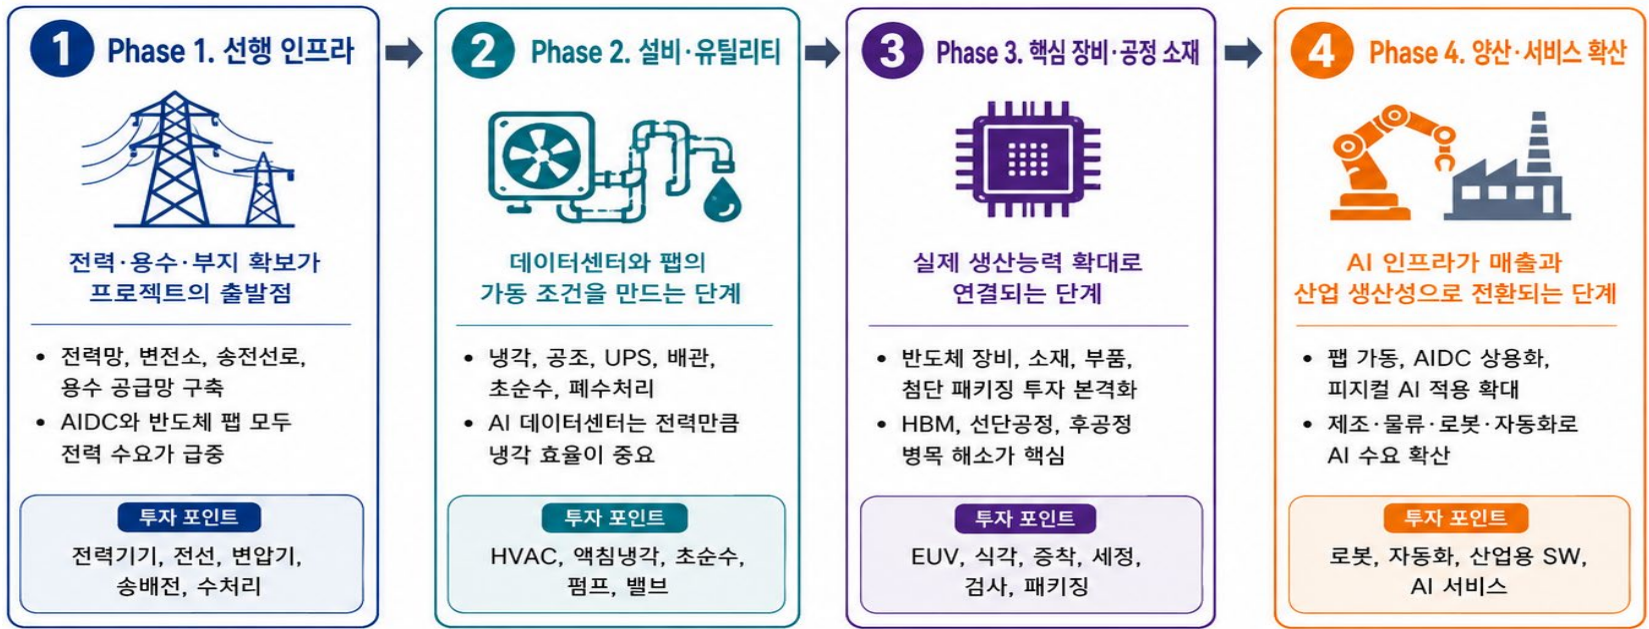 1 Phase 1. 선행 인프라
전력·용수·부지 확보가
프로젝트의 출발점
• 전력망, 변전소, 송전선로,
용수 공급망 구축
• AIDC와 반도체 팹 모두
전력 수요가 급중
투자 포인트
전력기기, 전선, 변압기,
송배전, 수처리
2 Phase 2. 설비·유틸리티
데이터센터와 팹의
가동 조건을 만드는 단계
• 냉각, 공조, UPS, 배관,
초순수, 폐수처리
• AI 데이터센터는 전력만큼
냉각 효율이 중요
투자 포인트
HVAC, 액침냉각, 초순수,
펌프, 밸브
3 Phase 3. 핵심 장비·공정 소재
실제 생산능력 확대로
연결되는 단계
• 반도체 장비, 소재, 부품,
첨단 패키징 투자 본격화
• HBM, 선단공정, 후공정
병목 해소가 핵심
투자 포인트
EUV, 식각, 증착, 세정,
검사, 패키징
4 Phase 4. 양산·서비스 확산
AI 인프라가 매출과
산업 생산성으로 전환되는 단계
• 팹 가동, AIDC 상용화,
피지컬 AI 적용 확대
• 제조·물류·로봇·자동화로
AI 수요 확산
투자 포인트
로봇, 자동화, 산업용 SW,
AI 서비스